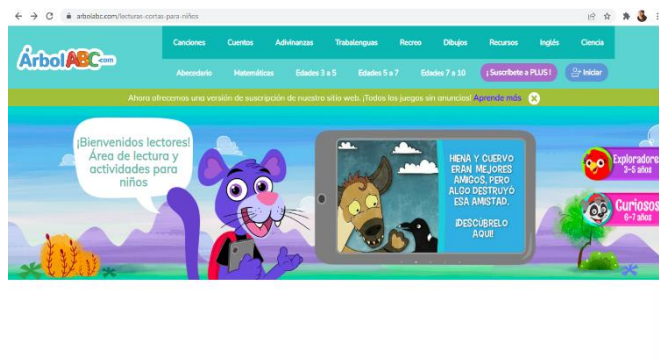 arbolabc.com/lecturas-cortas-para-niños
ÁrbolABC.com
Canciones Cuentos Adivinanzas Trabalenguas Recreo Dibujos Recursos Inglés Ciencia
Abecedario Matemáticas Edades 3 a 5 Edades 5 a 7 Edades 7 a 10 ¡ Suscríbete a PLUS ! Iniciar
Ahora ofrecemos una versión de suscripción de nuestro sitio web. ¡Todos los juegos sin anuncios! Aprende más
¡Bienvenidos lectores!
Área de lectura y
actividades para
niños
HIENA Y CUERVO
ERAN MEJORES
AMIGOS, PERO
ALGO DESTRUYÓ
ESA AMISTAD.
¡DESCÚBRELO
AQUÍ!
Exploradores
2-5 años
Curiosos
6-7 años